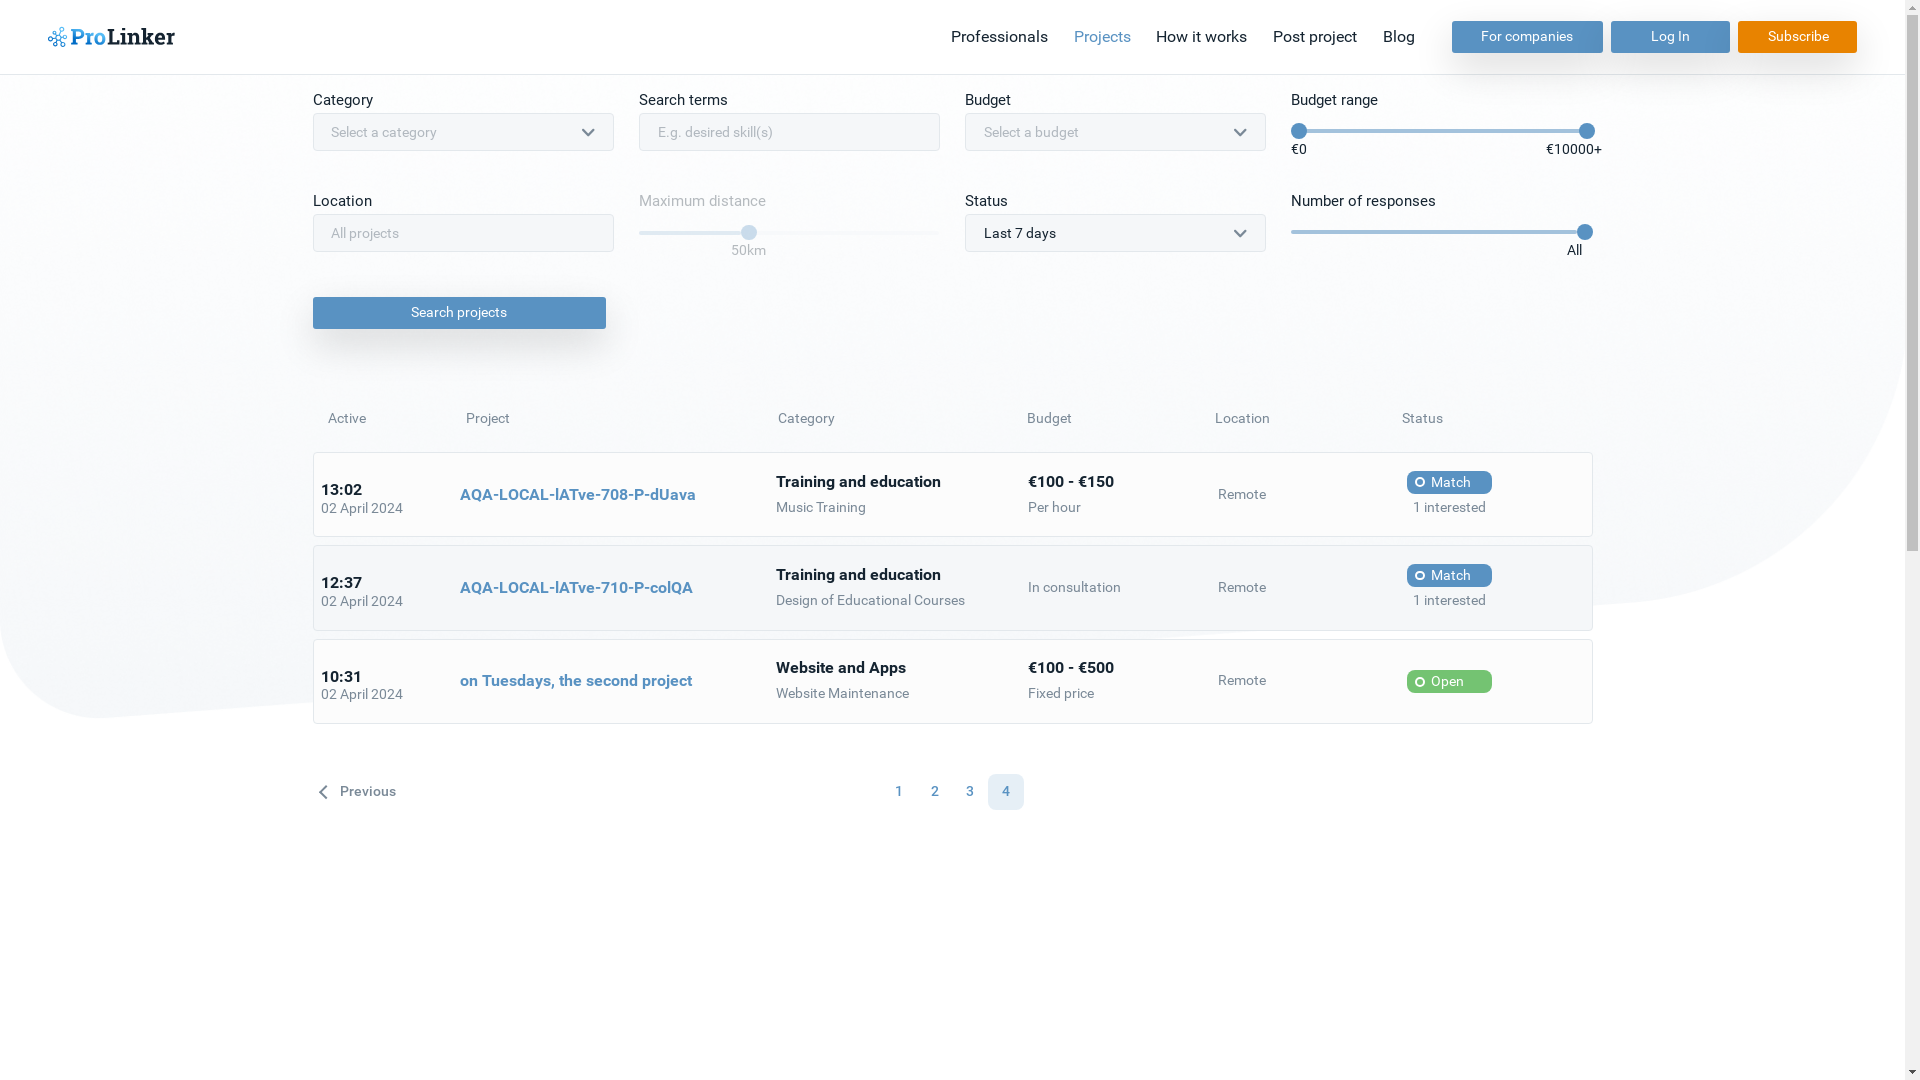 ProLinker
Professionals Projects How it works Post project Blog For companies Log In Subscribe
Category Search terms Budget Budget range
Select a category E.g. desired skill(s) Select a budget
€0 €10000+
Location Maximum distance Status Number of responses
All projects Last 7 days
50km All
Search projects
Active Project Category Budget Location Status
13:02
02 April 2024
AQA-LOCAL-lATve-708-P-dUava
Training and education
Music Training
€100 - €150
Per hour
Remote
Match
1 interested
12:37
02 April 2024
AQA-LOCAL-lATve-710-P-colQA
Training and education
Design of Educational Courses
In consultation
Remote
Match
1 interested
10:31
02 April 2024
on Tuesdays, the second project
Website and Apps
Website Maintenance
€100 - €500
Fixed price
Remote
Open
Previous 1 2 3 4